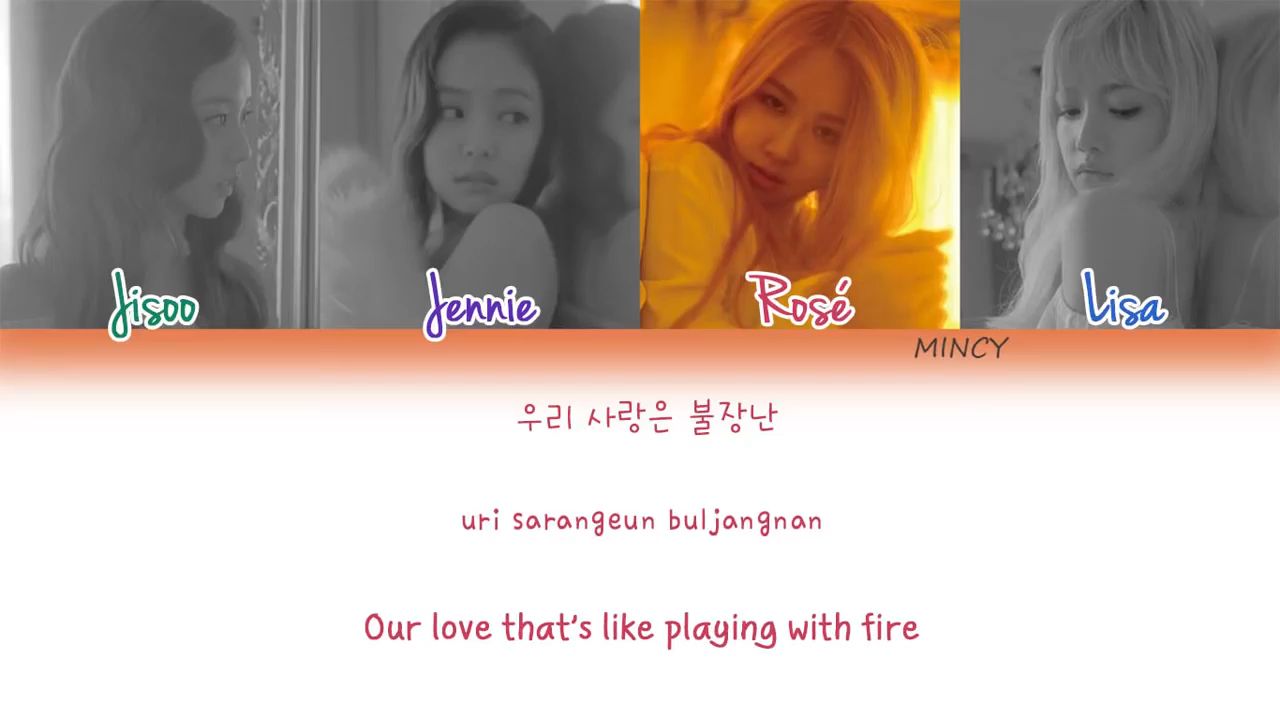 Jisoo Jennie Rosé Lisa
MINCY
우리 사랑은 불장난
uri sarangeun buljangnan
Our love that's like playing with fire